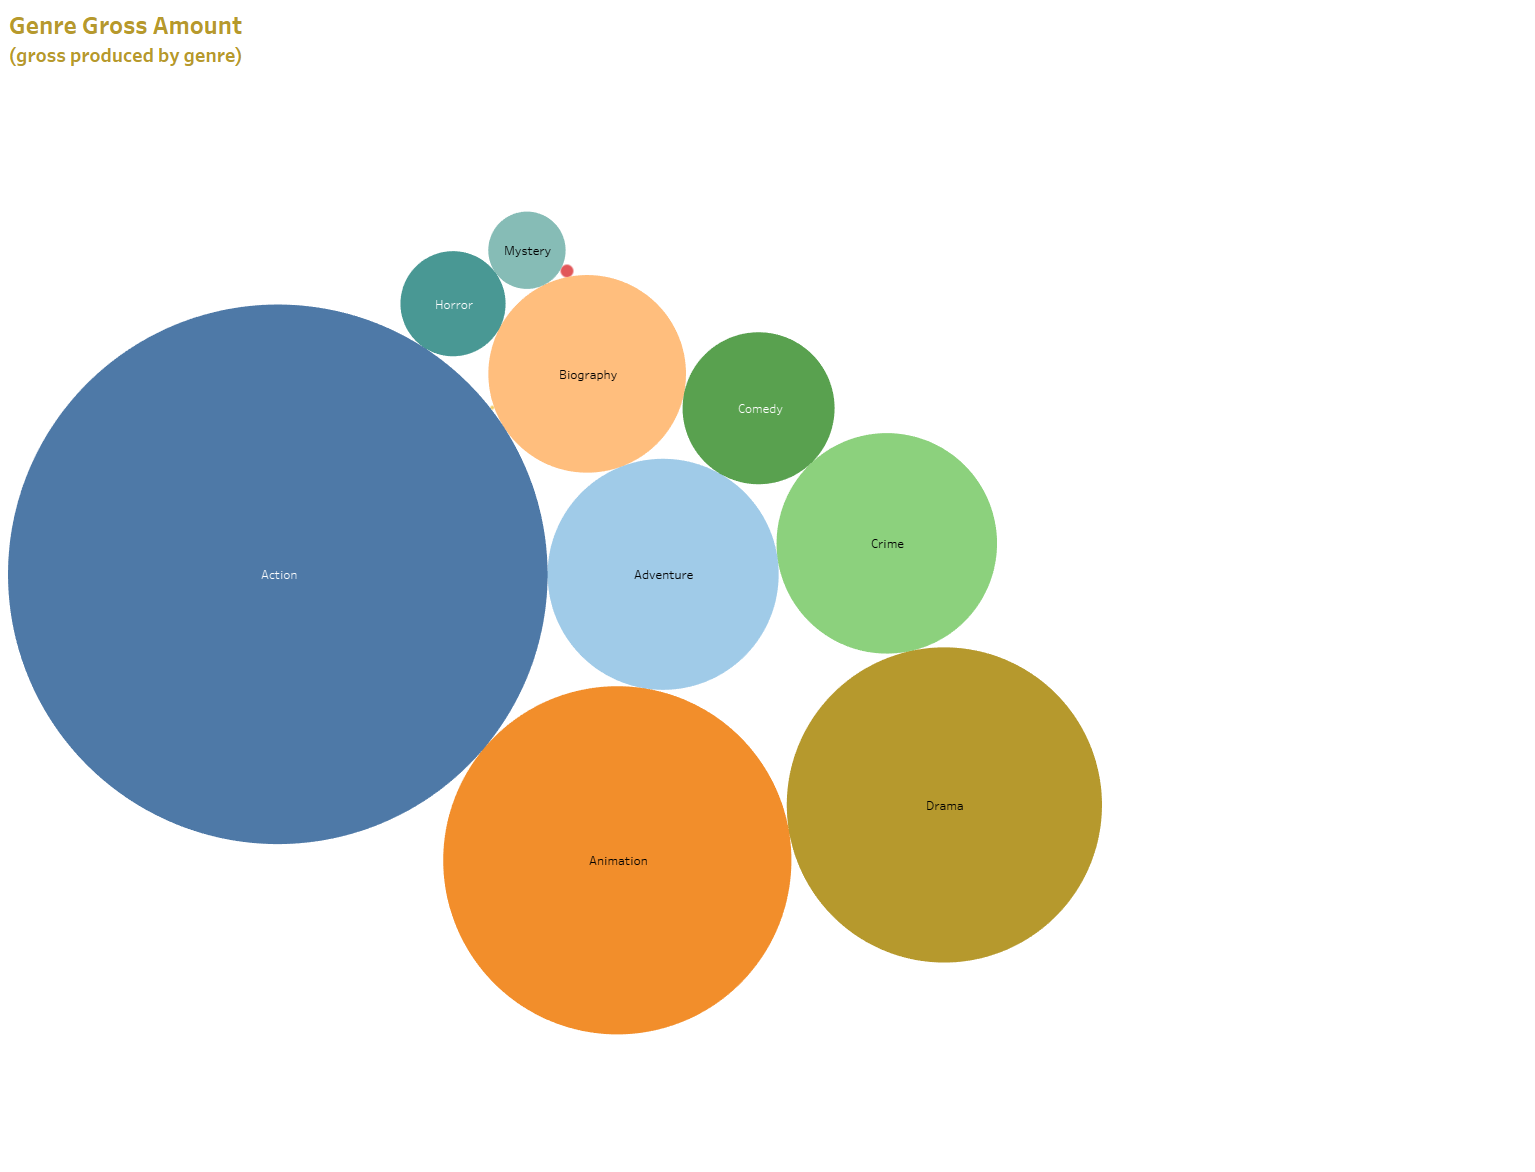 Genre Gross Amount
(gross produced by genre)
Mystery
Horror
Biography
Comedy
Crime
Action
Adventure
Drama
Animation